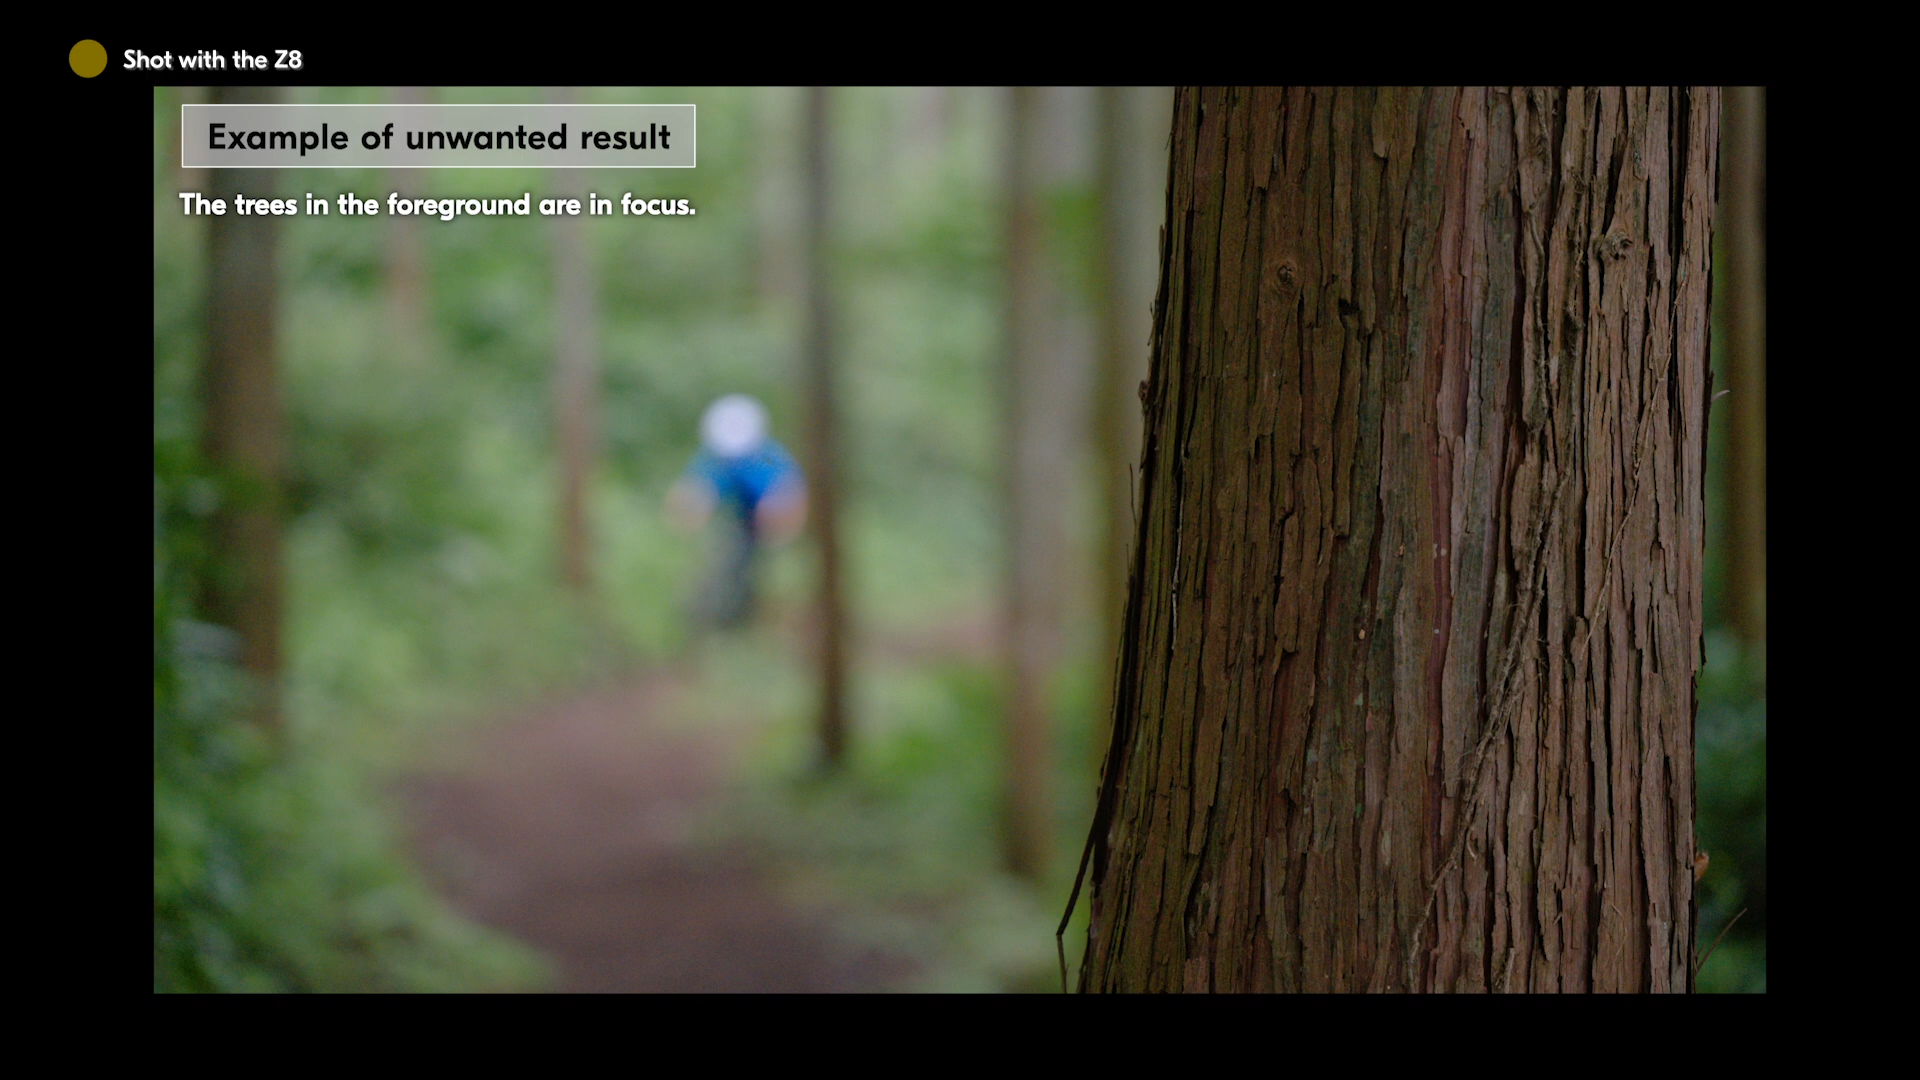 Shot with the Z8
Example of unwanted result
The trees in the foreground are in focus.